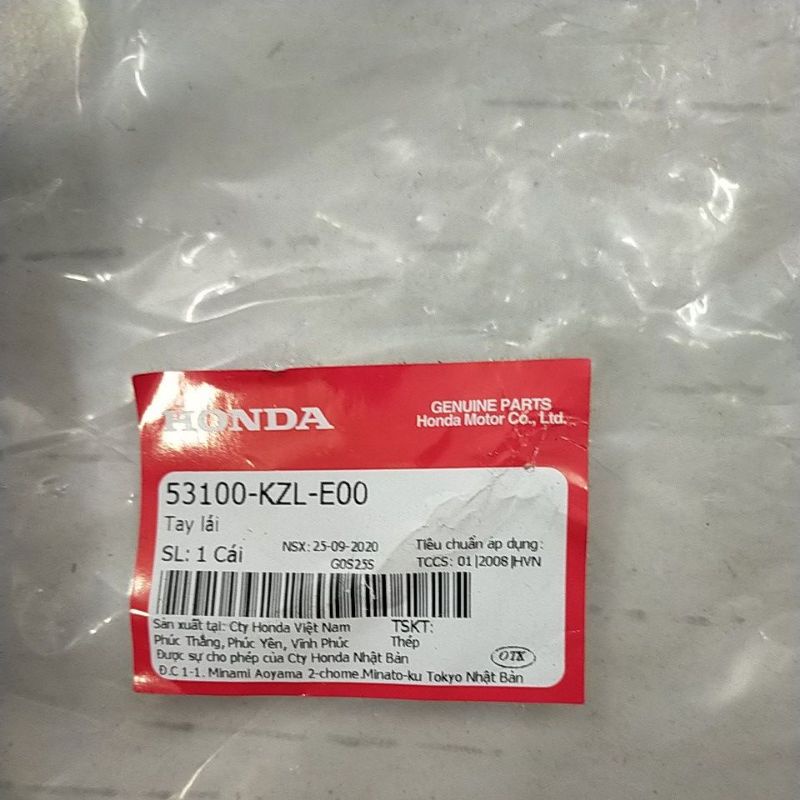 HONDA
GENUINE PARTS
Honda Motor Co., Ltd.
53100-KZL-E00
Tay lái
SL: 1 Cái
NSX: 25-09-2020
G0S25S
Tiêu chuẩn áp dụng:
TCCS: 01|2008|HVN
Sản xuất tại: Cty Honda Việt Nam
Phúc Thắng, Phúc Yên, Vĩnh Phúc
TSKT:
Thép
Được sự cho phép của Cty Honda Nhật Bản
Đ.C 1-1. Minami Aoyama 2-chome.Minato-ku Tokyo Nhật Bản
OTK